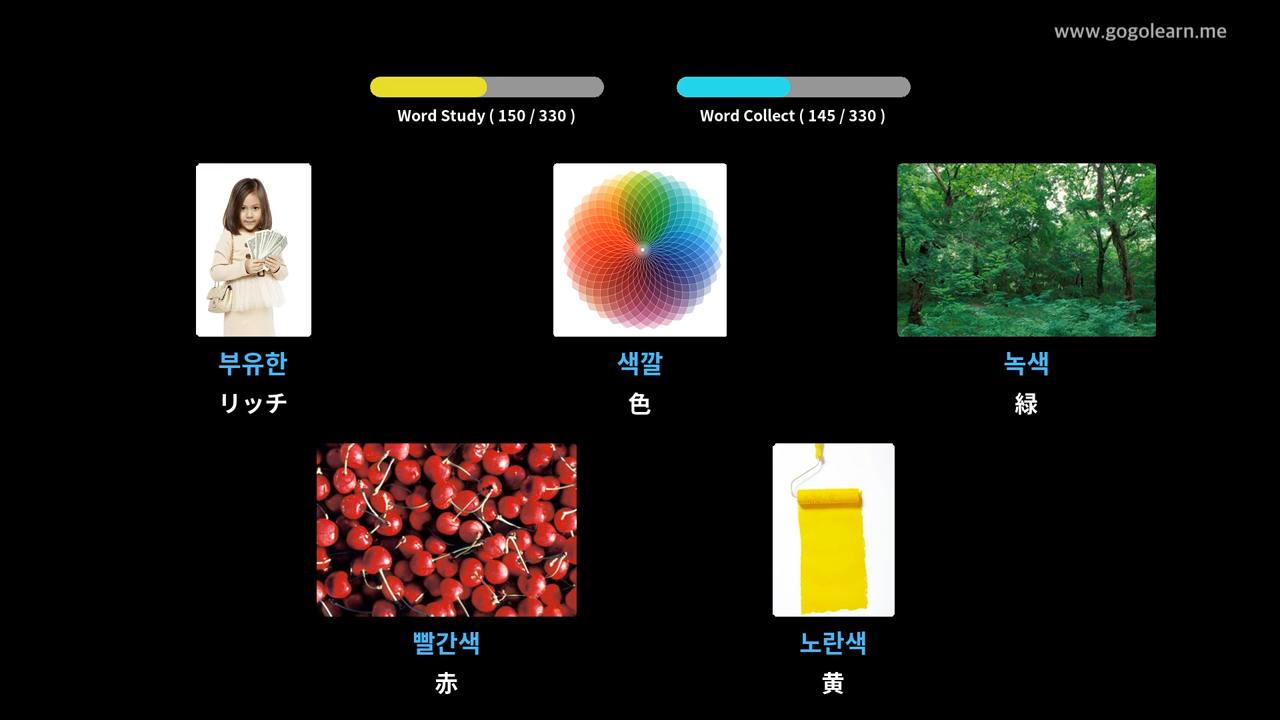 www.gogolearn.me
Word Study ( 150 / 330 )
Word Collect ( 145 / 330 )
부유한
リッチ
색깔
色
녹색
緑
빨간색
赤
노란색
黄